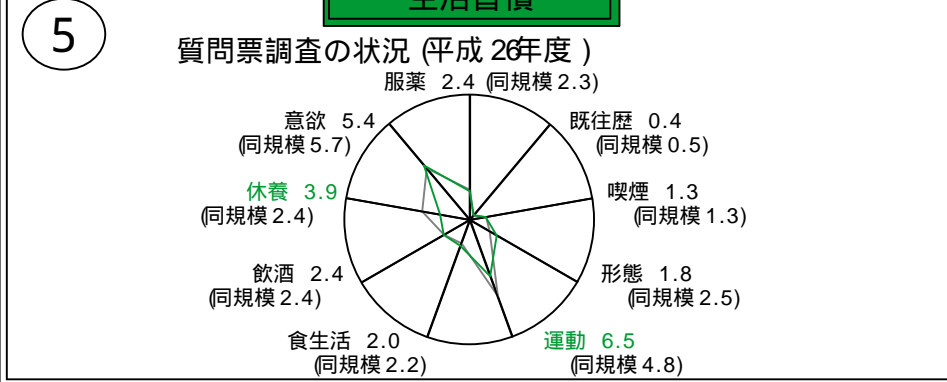 生活習慣
5
質問票調査の状況 (平成 26年度 )
服薬 2.4 (同規模 2.3)
意欲 5.4
(同規模 5.7)
既往歴 0.4
(同規模 0.5)
休養 3.9
(同規模 2.4)
喫煙 1.3
(同規模 1.3)
飲酒 2.4
(同規模 2.4)
形態 1.8
(同規模 2.5)
食生活 2.0
(同規模 2.2)
運動 6.5
(同規模 4.8)